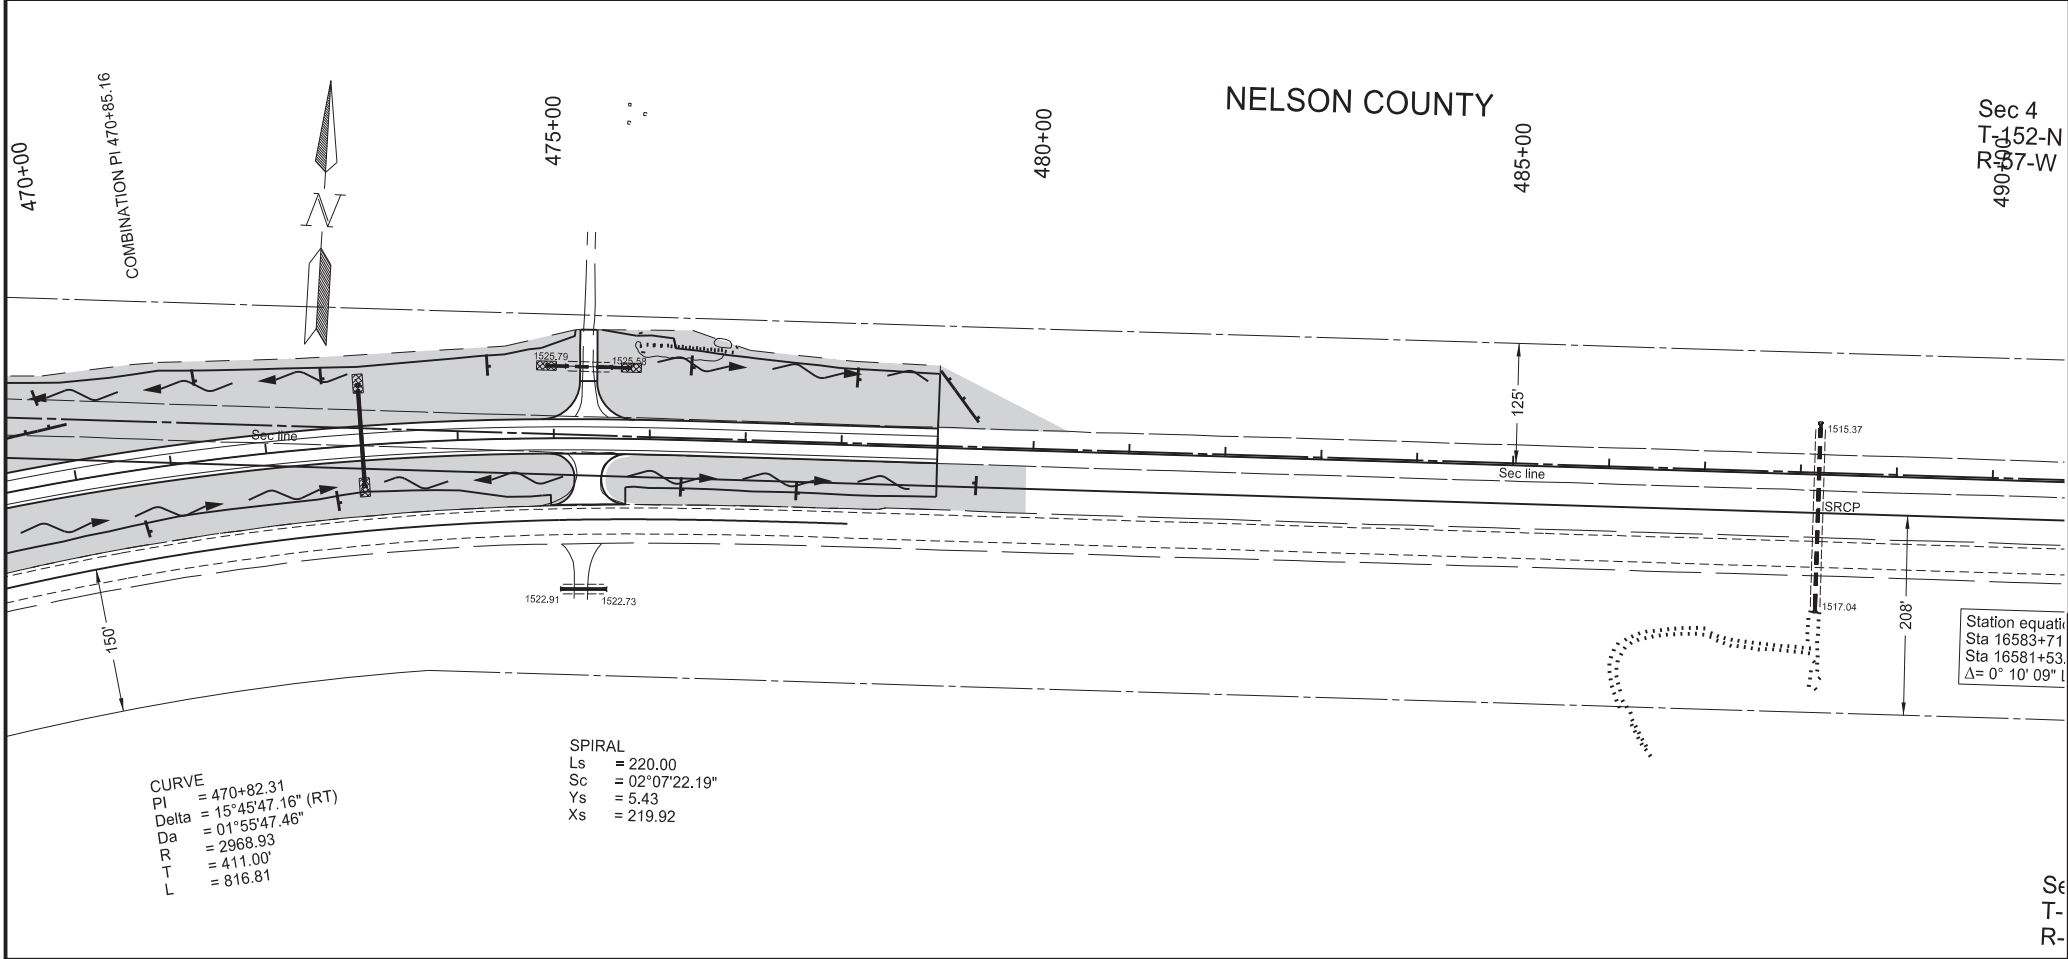 NELSON COUNTY
470+00
COMBINATION PI 470+85.16
475+00
480+00
485+00
490+00
Sec 4
T-152-N
R-57-W
N
1525.79
1525.58
Sec line
125'
1515.37
Sec line
SRCP
1522.91
1522.73
150'
1517.04
208'
Station equati
Sta 16583+71
Sta 16581+53.
Δ= 0° 10' 09"
SPIRAL
Ls = 220.00
Sc = 02°07'22.19"
Ys = 5.43
Xs = 219.92
CURVE
PI = 470+82.31
Delta = 15°45'47.16" (RT)
Da = 01°55'47.46"
R = 2968.93
T = 411.00'
L = 816.81
Se
T-
R-